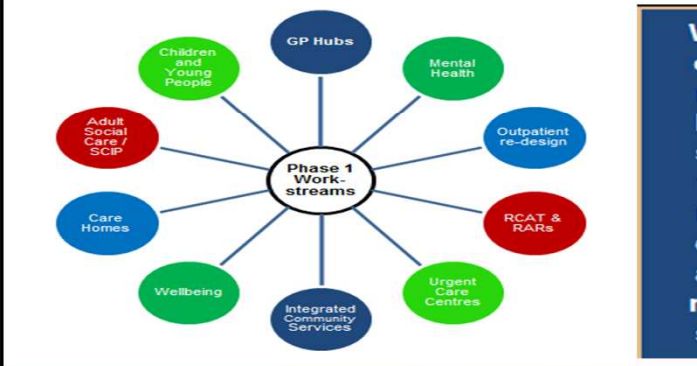 GP Hubs
Children
and
Young
People
Mental
Health
Adult
Social
Care /
SCIP
Outpatient
re-design
Phase 1
Work-
streams
Care
Homes
RCAT &
RARs
Wellbeing
Urgent
Care
Centres
Integrated
Community
Services